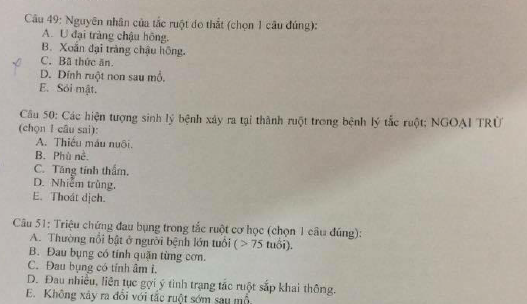 Câu 49: Nguyên nhân của tắc ruột do thắt (chọn 1 câu đúng):
A. U đại tràng chậu hông.
B. Xoắn đại tràng chậu hông.
C. Bã thức ăn.
D. Dính ruột non sau mổ.
E. Sỏi mật.
Câu 50: Các hiện tượng sinh lý bệnh xảy ra tại thành ruột trong bệnh lý tắc ruột; NGOẠI TRỪ
(chọn 1 câu sai):
A. Thiếu máu nuôi.
B. Phù nề.
C. Tăng tính thấm.
D. Nhiễm trùng.
E. Thoát dịch.
Câu 51: Triệu chứng đau bụng trong tắc ruột cơ học (chọn 1 câu đúng):
A. Thường nổi bật ở người bệnh lớn tuổi ( > 75 tuổi).
B. Đau bụng có tính quặn từng cơn.
C. Đau bụng có tính âm ỉ.
D. Đau nhiều, liên tục gợi ý tình trạng tắc ruột sắp khai thông.
E. Không xảy ra đối với tắc ruột sớm sau mổ.